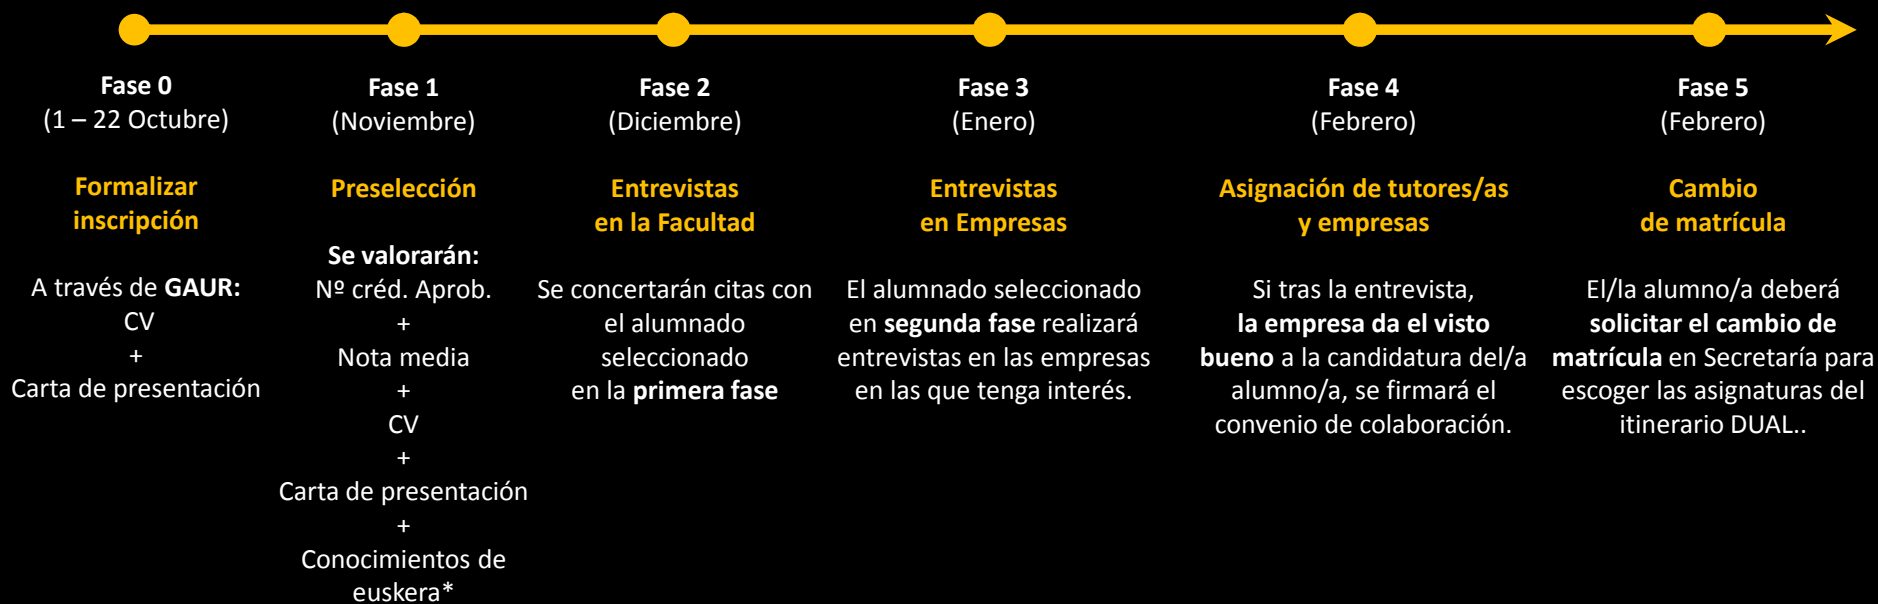 Fase 0
(1 – 22 Octubre)
Formalizar
inscripción
A través de GAUR:
CV
+
Carta de presentación
Fase 1
(Noviembre)
Preselección
Se valorarán:
Nº créd. Aprob.
+
Nota media
+
CV
+
Carta de presentación
+
Conocimientos de
euskera*
Fase 2
(Diciembre)
Entrevistas
en la Facultad
Se concertarán citas con
el alumnado
seleccionado
en la primera fase
Fase 3
(Enero)
Entrevistas
en Empresas
El alumnado seleccionado
en segunda fase realizará
entrevistas en las empresas
en las que tenga interés.
Fase 4
(Febrero)
Asignación de tutores/as
y empresas
Si tras la entrevista,
la empresa da el visto
bueno a la candidatura del/a
alumno/a, se firmará el
convenio de colaboración.
Fase 5
(Febrero)
Cambio
de matrícula
El/la alumno/a deberá
solicitar el cambio de
matrícula en Secretaría para
escoger las asignaturas del
itinerario DUAL..